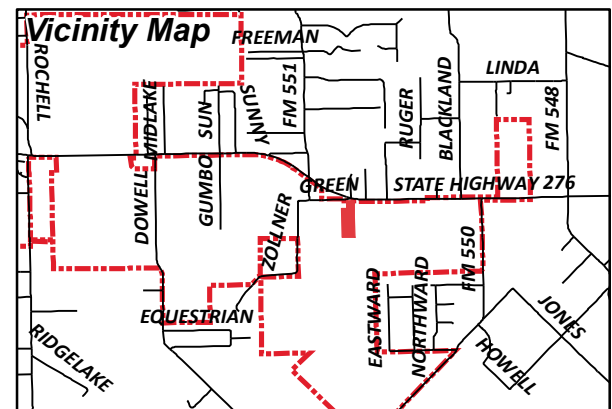 Vicinity Map
FREEMAN
ROCHELL
MIDLAKE
SUN
SUNNY
FM 551
RUGER
BLACKLAND
LINDA
FM 548
DOWELL
GUMBO
GREEN
STATE HIGHWAY 276
ZOLLNER
FM 550
EQUESTRIAN
EASTWARD
NORTHWARD
JONES
HOWELL
RIDGELAKE